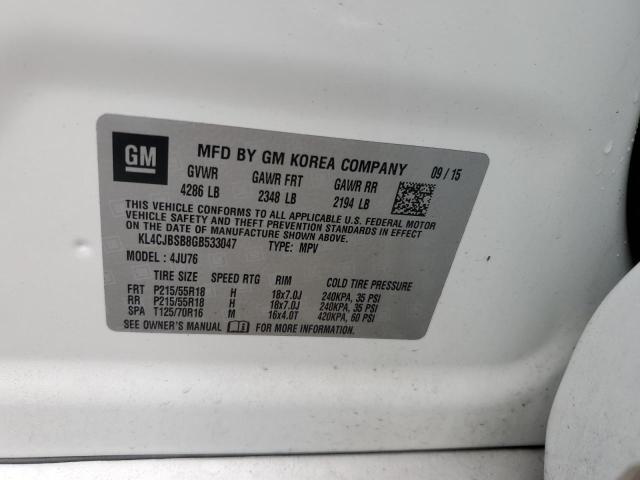 GM
MFD BY GM KOREA COMPANY 09/15
GVWR GAWR FRT GAWR RR
4286 LB 2348 LB 2194 LB
THIS VEHICLE CONFORMS TO ALL APPLICABLE U.S. FEDERAL MOTOR
VEHICLE SAFETY AND THEFT PREVENTION STANDARDS IN EFFECT
ON THE DATE OF MANUFACTURE SHOWN ABOVE.
KL4CJBSB8GB533047 TYPE: MPV
MODEL: 4JU76
TIRE SIZE SPEED RTG RIM COLD TIRE PRESSURE
FRT P215/55R18 H 18x7.0J 240KPA, 35 PSI
RR P215/55R18 H 18x7.0J 240KPA, 35 PSI
SPA T125/70R16 M 16x4.0T 420KPA, 60 PSI
SEE OWNER'S MANUAL FOR MORE INFORMATION.